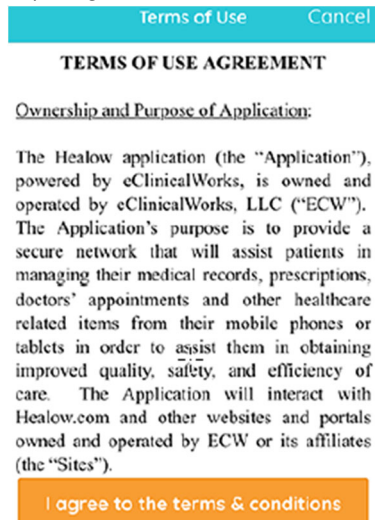 Terms of Use Cancel
TERMS OF USE AGREEMENT
Ownership and Purpose of Application:
The Healow application (the “Application”),
powered by eClinicalWorks, is owned and
operated by eClinicalWorks, LLC (“ECW”).
The Application’s purpose is to provide a
secure network that will assist patients in
managing their medical records, prescriptions,
doctors’ appointments and other healthcare
related items from their mobile phones or
tablets in order to assist them in obtaining
improved quality, safety, and efficiency of
care. The Application will interact with
Healow.com and other websites and portals
owned and operated by ECW or its affiliates
(the “Sites”).
I agree to the terms & conditions